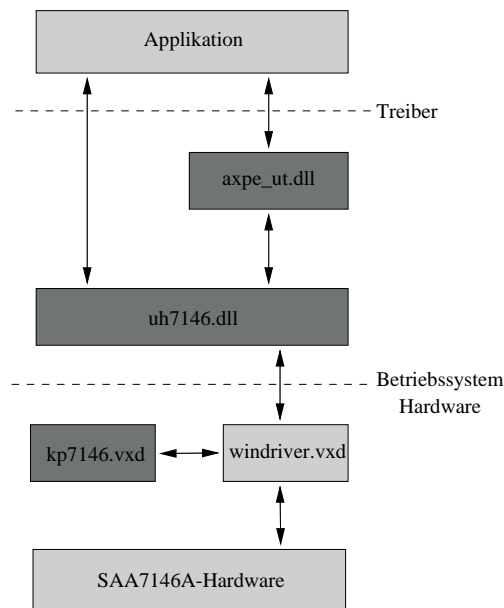 Applikation
Treiber
axpe_ut.dll
uh7146.dll
Betriebssystem
Hardware
kp7146.vxd
windriver.vxd
SAA7146A-Hardware